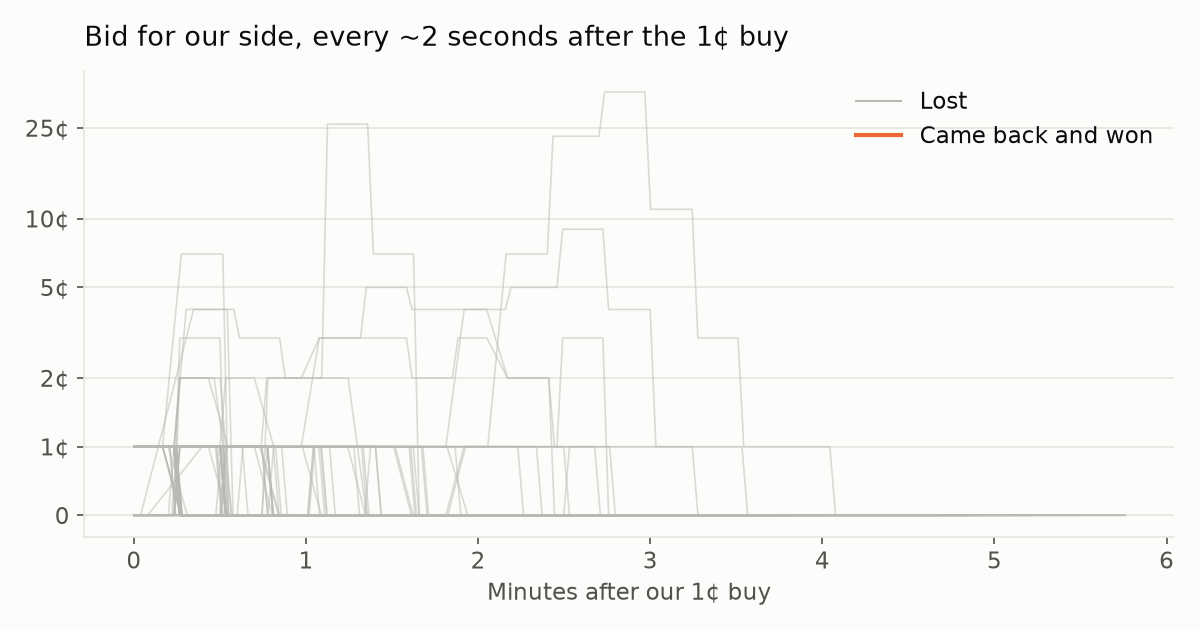 Bid for our side, every ~2 seconds after the 1¢ buy
Lost
Came back and won
25¢
10¢
5¢
2¢
1¢
0
0 1 2 3 4 5 6
Minutes after our 1¢ buy